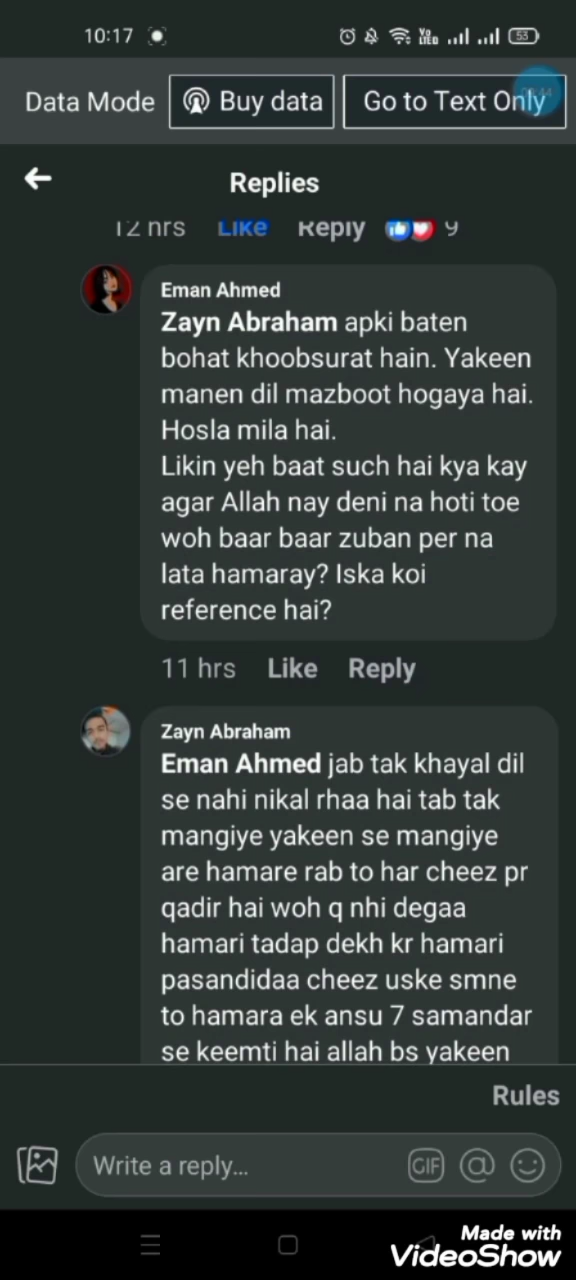 10:17
Vo LTED 53
Data Mode
Buy data
Go to Text Only
Replies
12 hrs Like Reply 9
Eman Ahmed
Zayn Abraham apki baten
bohat khoobsurat hain. Yakeen
manen dil mazboot hogaya hai.
Hosla mila hai.
Likin yeh baat such hai kya kay
agar Allah nay deni na hoti toe
woh baar baar zuban per na
lata hamaray? Iska koi
reference hai?
11 hrs Like Reply
Zayn Abraham
Eman Ahmed jab tak khayal dil
se nahi nikal rhaa hai tab tak
mangiye yakeen se mangiye
are hamare rab to har cheez pr
qadir hai woh q nhi degaa
hamari tadap dekh kr hamari
pasandidaa cheez uske smne
to hamara ek ansu 7 samandar
se keemti hai allah bs yakeen
Rules
Write a reply...
GIF @
Made with
VideoShow